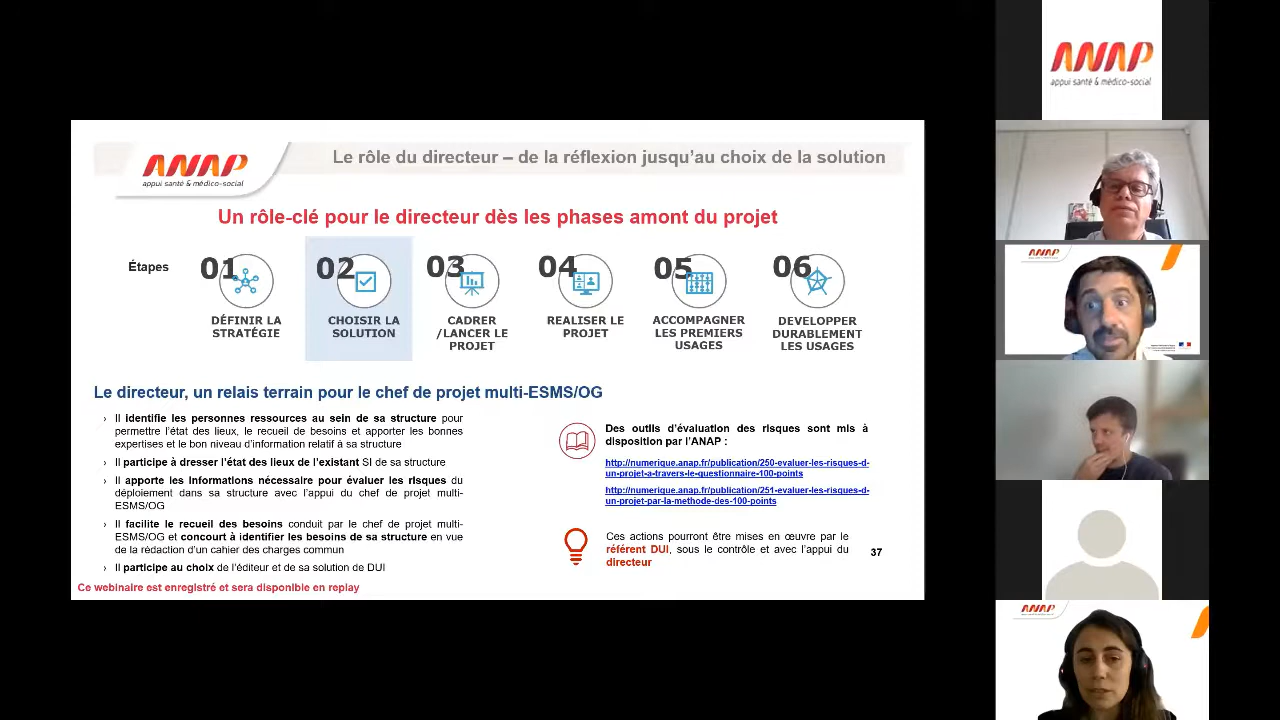 ANAP
appui santé & médico-social
Le rôle du directeur – de la réflexion jusqu'au choix de la solution
Un rôle-clé pour le directeur dès les phases amont du projet
Étapes
01
DÉFINIR LA
STRATÉGIE
02
CHOISIR LA
SOLUTION
03
CADRER
/LANCER LE
PROJET
04
REALISER LE
PROJET
05
ACCOMPAGNER
LES PREMIERS
USAGES
06
DEVELOPPER
DURABLEMENT
LES USAGES
Le directeur, un relais terrain pour le chef de projet multi-ESMS/OG
› Il identifie les personnes ressources au sein de sa structure pour
permettre l'état des lieux, le recueil de besoins et apporter les bonnes
expertises et le bon niveau d'information relatif à sa structure
› Il participe à dresser l'état des lieux de l'existant SI de sa structure
› Il apporte les informations nécessaire pour évaluer les risques du
déploiement dans sa structure avec l'appui du chef de projet multi-
ESMS/OG
› Il facilite le recueil des besoins conduit par le chef de projet multi-
ESMS/OG et concourt à identifier les besoins de sa structure en vue
de la rédaction d'un cahier des charges commun
› Il participe au choix de l'éditeur et de sa solution de DUI
Des outils d'évaluation des risques sont mis à
disposition par l'ANAP :
http://numerique.anap.fr/publication/250-evaluer-les-risques-d-
un-projet-a-travers-le-questionnaire-100-points
http://numerique.anap.fr/publication/251-evaluer-les-risques-d-
un-projet-par-la-methode-des-100-points
Ces actions pourront être mises en œuvre par le
référent DUI, sous le contrôle et avec l'appui du
directeur
37
Ce webinaire est enregistré et sera disponible en replay
ANAP
appui santé & médico-social
ANAP
ANAP